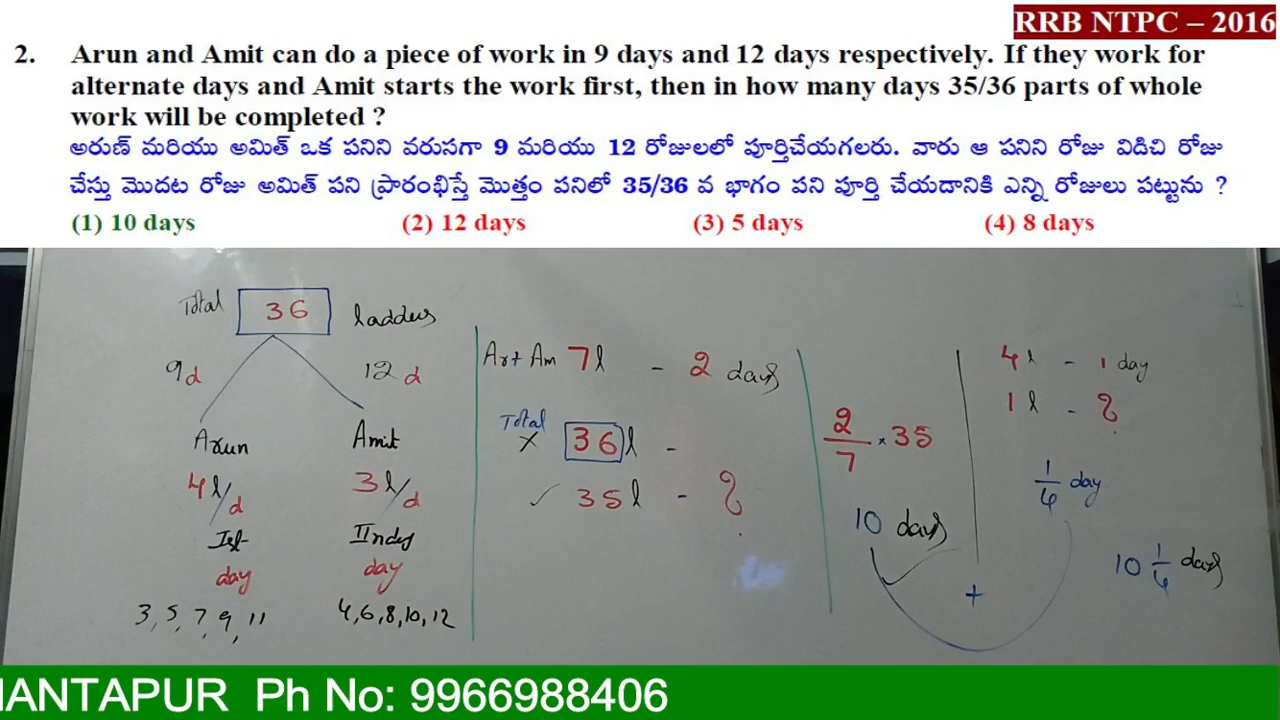 RRB NTPC – 2016
2. Arun and Amit can do a piece of work in 9 days and 12 days respectively. If they work for
alternate days and Amit starts the work first, then in how many days 35/36 parts of whole
work will be completed ?
అరుణ్ మరియు అమిత్ ఒక పనిని వరుసగా 9 మరియు 12 రోజులలో పూర్తిచేయగలరు. వారు ఆ పనిని రోజు విడిచి రోజు
చేస్తు మొదట రోజు అమిత్ పని ప్రారంభిస్తే మొత్తం పనిలో 35/36 వ భాగం పని పూర్తి చేయడానికి ఎన్ని రోజులు పట్టును ?
(1) 10 days (2) 12 days (3) 5 days (4) 8 days
Total 36 laddus
9d 12 d
Arun Amit
4l/d 3l/d
Ist IInd
day day
3, 5, 7, 9, 11 4, 6, 8, 10, 12
Ar+ Am 7l - 2 days
Total
× 36 l -
✓ 35 l - ?
2/7 × 35
10 days
+
4l - 1 day
1 l - ?
1/4 day
10 1/4 days
NANTAPUR Ph No: 9966988406